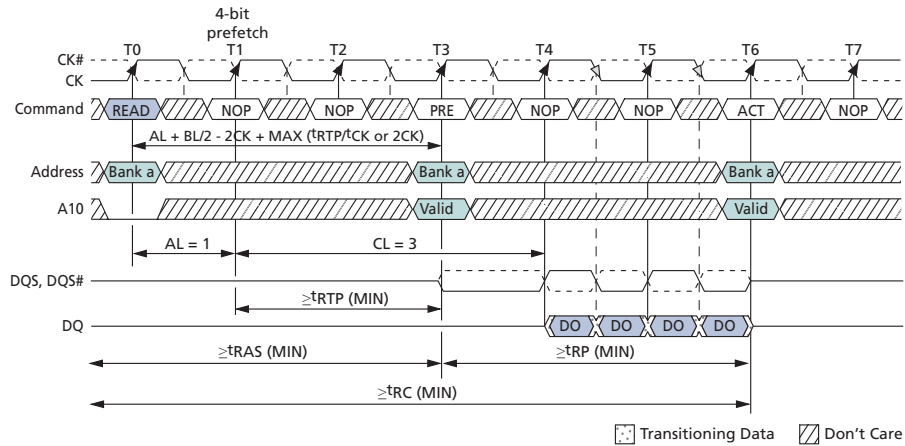 4-bit
prefetch
T0 T1 T2 T3 T4 T5 T6 T7
CK#
CK
Command READ NOP NOP PRE NOP NOP ACT NOP
AL + BL/2 - 2CK + MAX (tRTP/tCK or 2CK)
Address Bank a Bank a Bank a
A10 Valid Valid
AL = 1 CL = 3
DQS, DQS#
≥tRTP (MIN)
DQ DO DO DO DO
≥tRAS (MIN) ≥tRP (MIN)
≥tRC (MIN)
Transitioning Data Don't Care